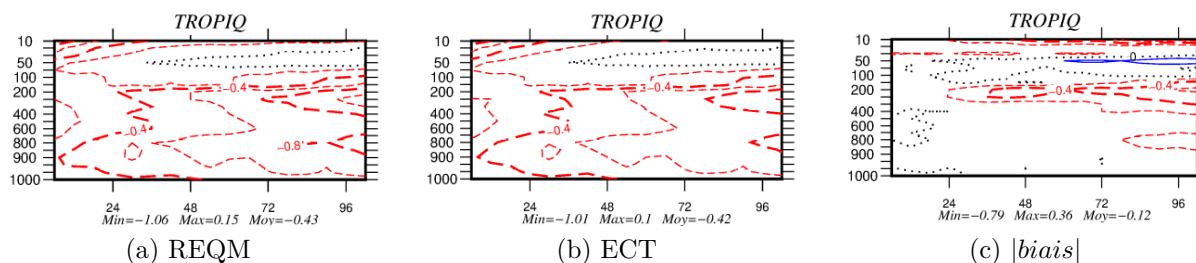 TROPIQ
10
50
100
200
400
600
800
900
1000
−0.4
−0.4
−0.8
24 48 72 96
Min=−1.06 Max=0.15 Moy=−0.43
(a) REQM
TROPIQ
10
50
100
200
400
600
800
900
1000
−0.4
−0.4
24 48 72 96
Min=−1.01 Max=0.1 Moy=−0.42
(b) ECT
TROPIQ
10
50
100
200
400
600
800
900
1000
0
−0.4
−0.4
24 48 72 96
Min=−0.79 Max=0.36 Moy=−0.12
(c) |biais|